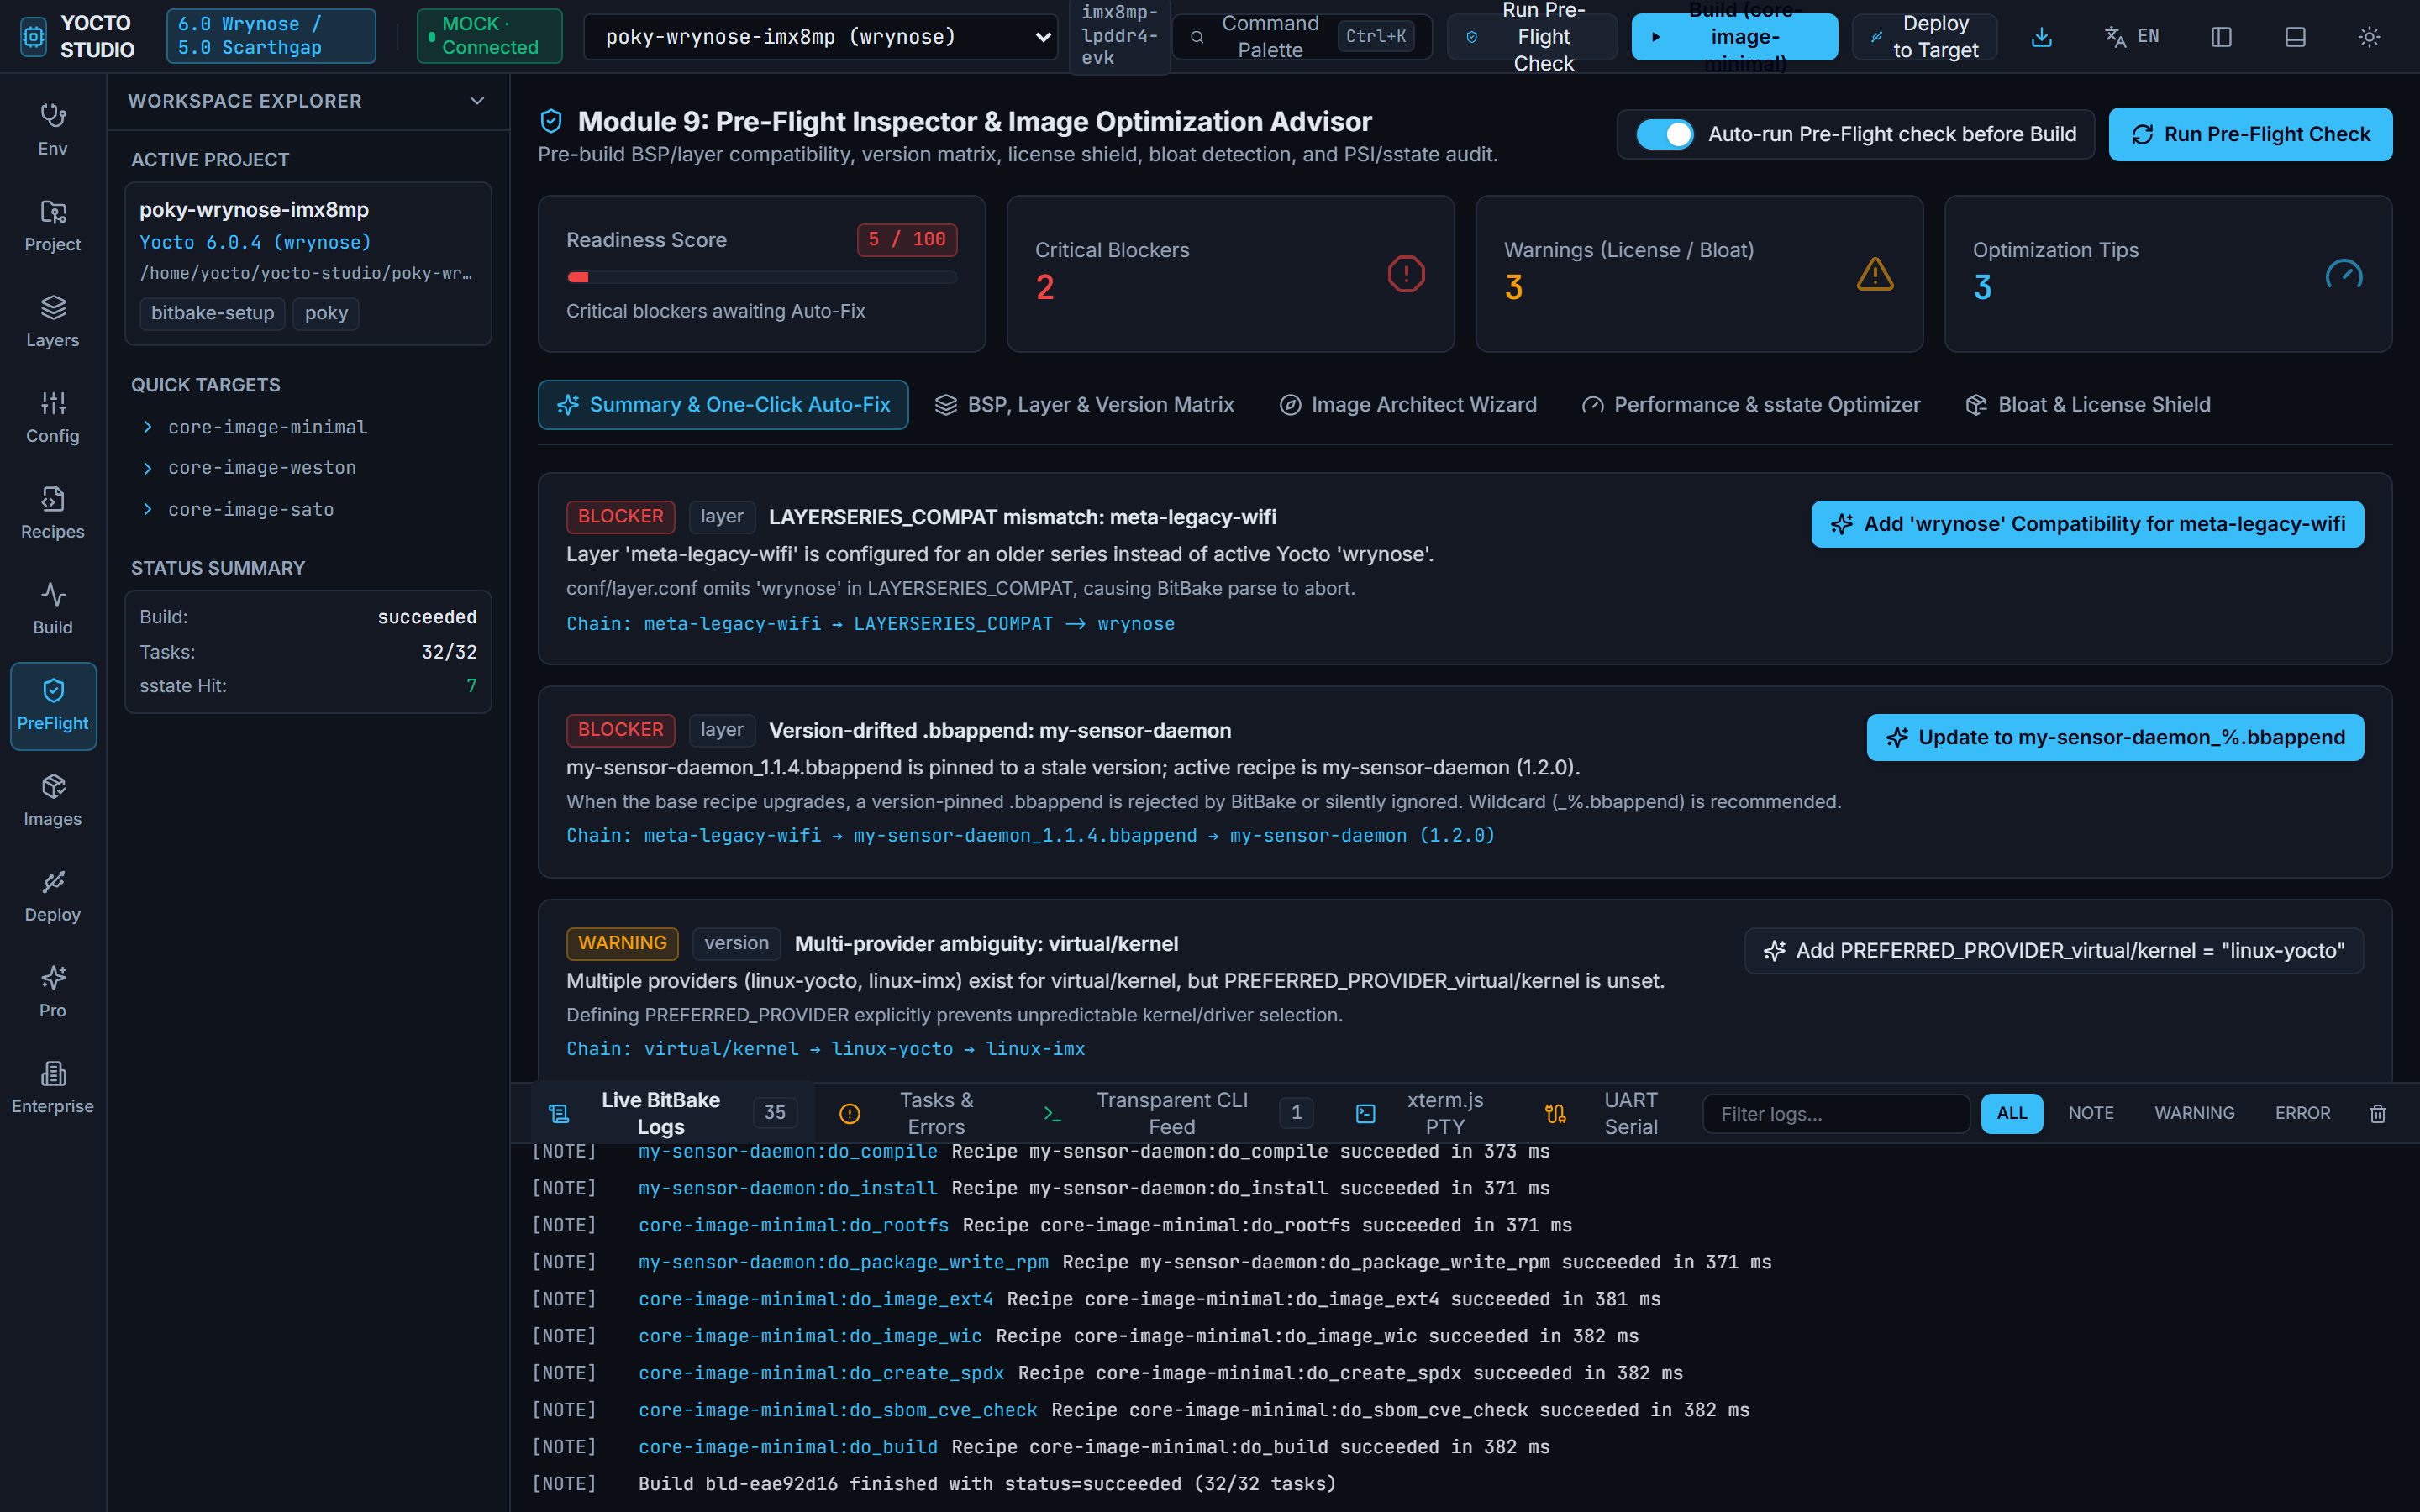 YOCTO
STUDIO
6.0 Wrynose /
5.0 Scarthgap
MOCK ·
Connected
poky-wrynose-imx8mp (wrynose)
imx8mp-
lpddr4-
evk
Command
Palette
Ctrl+K
Run Pre-
Flight
Check
Build (core-
image-
minimal)
Deploy
to Target
EN
Env
Project
Layers
Config
Recipes
Build
PreFlight
Images
Deploy
Pro
Enterprise
WORKSPACE EXPLORER
ACTIVE PROJECT
poky-wrynose-imx8mp
Yocto 6.0.4 (wrynose)
/home/yocto/yocto-studio/poky-wr…
bitbake-setup
poky
QUICK TARGETS
core-image-minimal
core-image-weston
core-image-sato
STATUS SUMMARY
Build: succeeded
Tasks: 32/32
sstate Hit: 7
Module 9: Pre-Flight Inspector & Image Optimization Advisor
Pre-build BSP/layer compatibility, version matrix, license shield, bloat detection, and PSI/sstate audit.
Auto-run Pre-Flight check before Build
Run Pre-Flight Check
Readiness Score
5 / 100
Critical blockers awaiting Auto-Fix
Critical Blockers
2
Warnings (License / Bloat)
3
Optimization Tips
3
Summary & One-Click Auto-Fix
BSP, Layer & Version Matrix
Image Architect Wizard
Performance & sstate Optimizer
Bloat & License Shield
BLOCKER layer LAYERSERIES_COMPAT mismatch: meta-legacy-wifi
Layer 'meta-legacy-wifi' is configured for an older series instead of active Yocto 'wrynose'.
conf/layer.conf omits 'wrynose' in LAYERSERIES_COMPAT, causing BitBake parse to abort.
Chain: meta-legacy-wifi → LAYERSERIES_COMPAT —> wrynose
Add 'wrynose' Compatibility for meta-legacy-wifi
BLOCKER layer Version-drifted .bbappend: my-sensor-daemon
my-sensor-daemon_1.1.4.bbappend is pinned to a stale version; active recipe is my-sensor-daemon (1.2.0).
When the base recipe upgrades, a version-pinned .bbappend is rejected by BitBake or silently ignored. Wildcard (_%.bbappend) is recommended.
Chain: meta-legacy-wifi → my-sensor-daemon_1.1.4.bbappend → my-sensor-daemon (1.2.0)
Update to my-sensor-daemon_%.bbappend
WARNING version Multi-provider ambiguity: virtual/kernel
Multiple providers (linux-yocto, linux-imx) exist for virtual/kernel, but PREFERRED_PROVIDER_virtual/kernel is unset.
Defining PREFERRED_PROVIDER explicitly prevents unpredictable kernel/driver selection.
Chain: virtual/kernel → linux-yocto → linux-imx
Add PREFERRED_PROVIDER_virtual/kernel = "linux-yocto"
Live BitBake
Logs
35
Tasks &
Errors
Transparent CLI
Feed
1
xterm.js
PTY
UART
Serial
Filter logs...
ALL
NOTE
WARNING
ERROR
[NOTE] my-sensor-daemon:do_compile Recipe my-sensor-daemon:do_compile succeeded in 373 ms
[NOTE] my-sensor-daemon:do_install Recipe my-sensor-daemon:do_install succeeded in 371 ms
[NOTE] core-image-minimal:do_rootfs Recipe core-image-minimal:do_rootfs succeeded in 371 ms
[NOTE] my-sensor-daemon:do_package_write_rpm Recipe my-sensor-daemon:do_package_write_rpm succeeded in 371 ms
[NOTE] core-image-minimal:do_image_ext4 Recipe core-image-minimal:do_image_ext4 succeeded in 381 ms
[NOTE] core-image-minimal:do_image_wic Recipe core-image-minimal:do_image_wic succeeded in 382 ms
[NOTE] core-image-minimal:do_create_spdx Recipe core-image-minimal:do_create_spdx succeeded in 382 ms
[NOTE] core-image-minimal:do_sbom_cve_check Recipe core-image-minimal:do_sbom_cve_check succeeded in 382 ms
[NOTE] core-image-minimal:do_build Recipe core-image-minimal:do_build succeeded in 382 ms
[NOTE] Build bld-eae92d16 finished with status=succeeded (32/32 tasks)